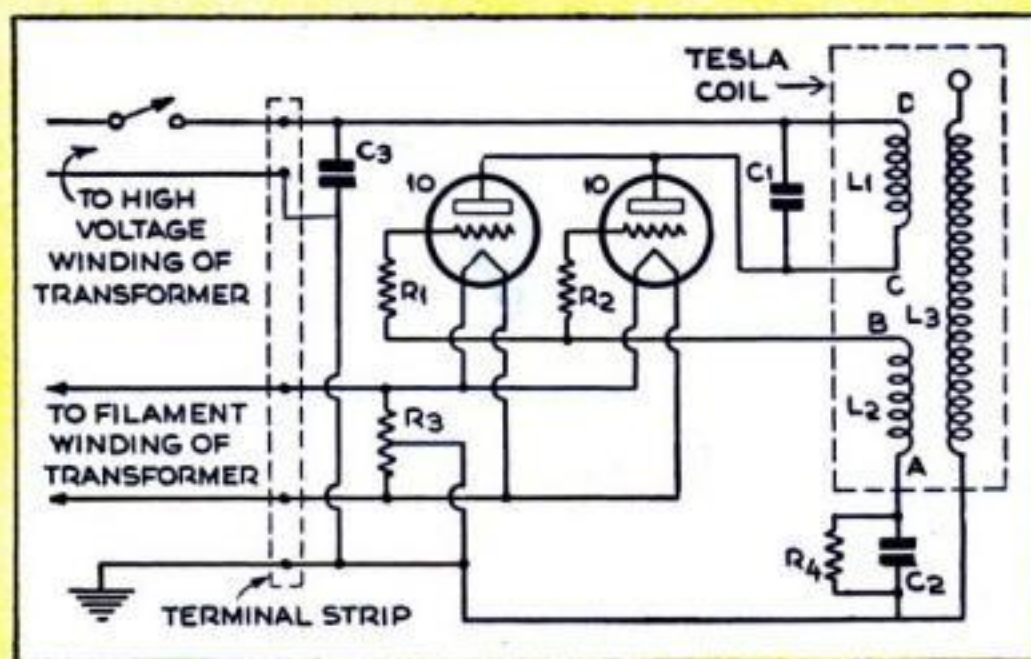 TESLA
COIL
D
C3
10
10
C1
L1
TO HIGH
VOLTAGE
WINDING OF
TRANSFORMER
R1
R2
C
B
L3
TO FILAMENT
WINDING OF
TRANSFORMER
R3
L2
A
R4
C2
TERMINAL STRIP